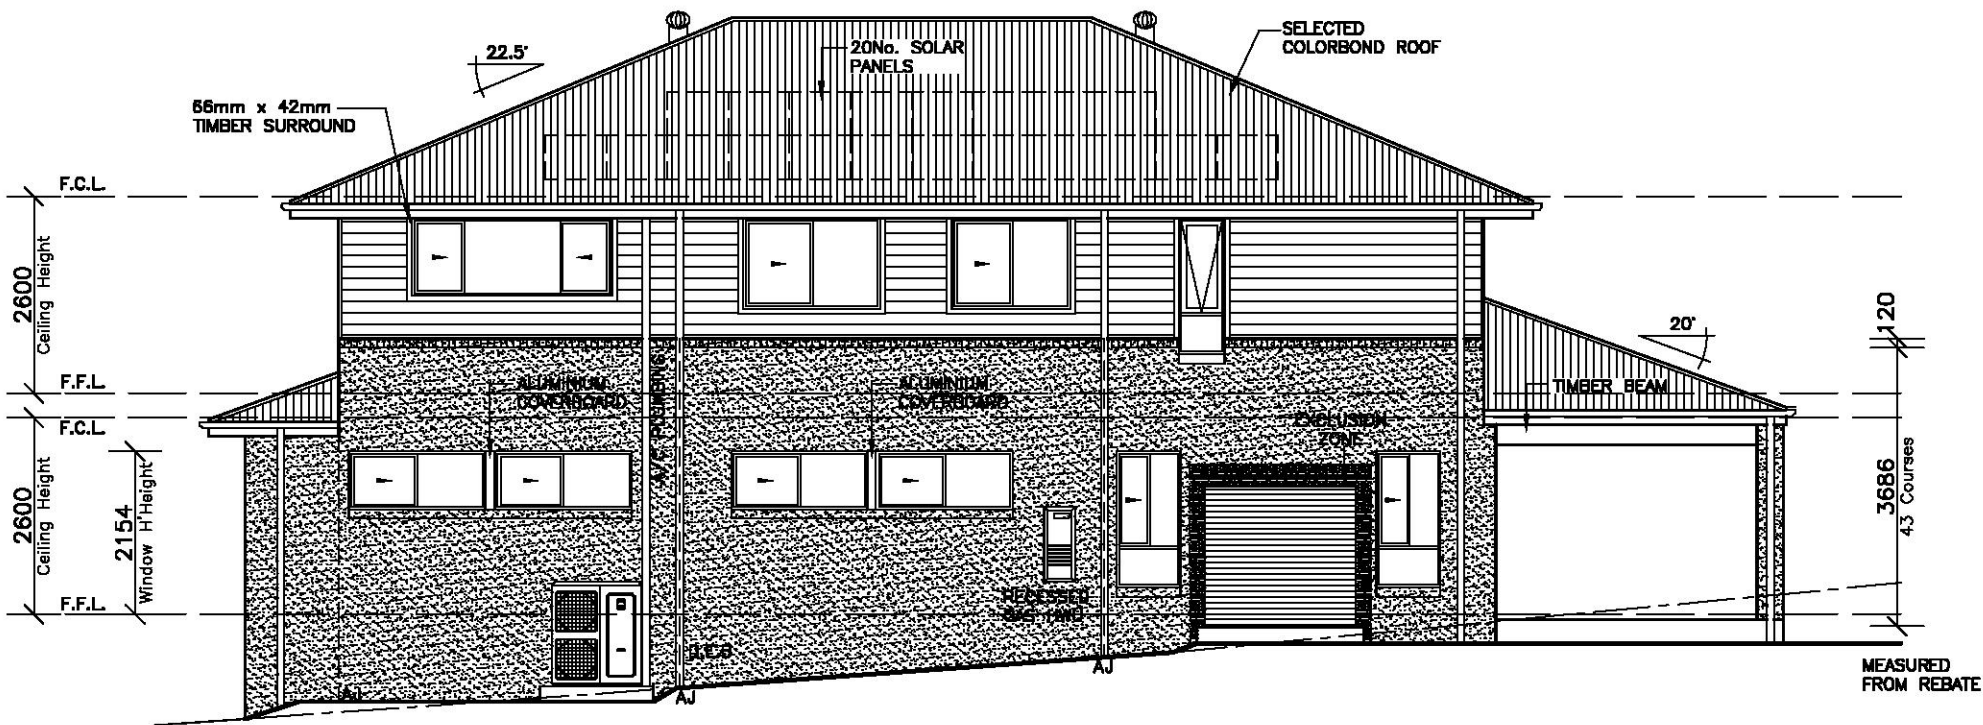 SELECTED
COLORBOND ROOF
20No. SOLAR
PANELS
22.5°
66mm x 42mm
TIMBER SURROUND
F.C.L.
2600
Ceiling Height
F.F.L.
F.C.L.
2600
Ceiling Height
2154
Window H'Height
F.F.L.
ALUMINIUM
COVERBOARD
A/C PLUMBING
ALUMINIUM
COVERBOARD
EXCLUSION
ZONE
TIMBER BEAM
20°
120
3686
43 Courses
RECESSED
GAS HWU
AJ
AJ
AJ
MEASURED
FROM REBATE